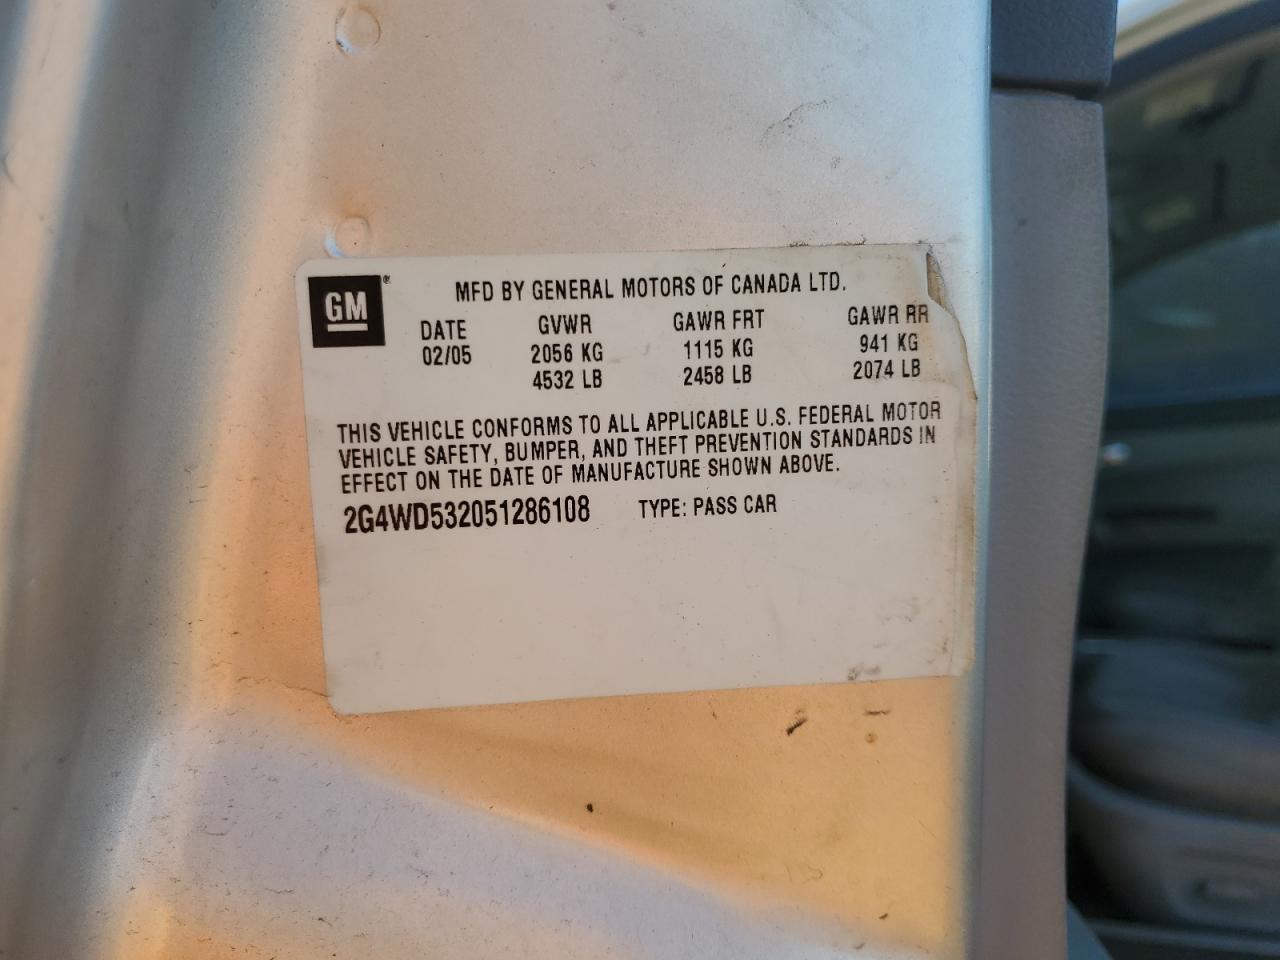 GM®
MFD BY GENERAL MOTORS OF CANADA LTD.
DATE GVWR GAWR FRT GAWR RR
02/05 2056 KG 1115 KG 941 KG
4532 LB 2458 LB 2074 LB
THIS VEHICLE CONFORMS TO ALL APPLICABLE U.S. FEDERAL MOTOR
VEHICLE SAFETY, BUMPER, AND THEFT PREVENTION STANDARDS IN
EFFECT ON THE DATE OF MANUFACTURE SHOWN ABOVE.
2G4WD532051286108 TYPE: PASS CAR